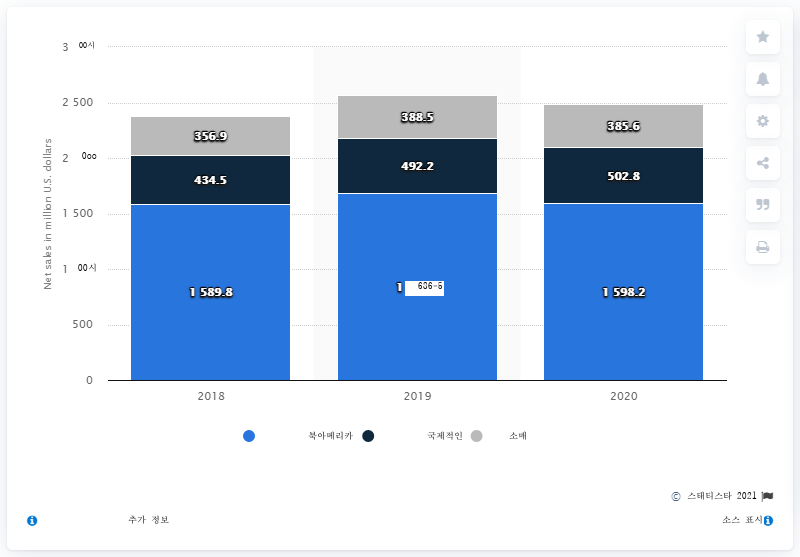 3 00시
2 500
2 0oo
1 500
1 00시
500
0
Net sales in million U.S. dollars
356.9
434.5
1 589.8
388.5
492.2
1 636-5
385.6
502.8
1 598.2
2018 2019 2020
북아메리카 국제적인 소매
© 스태티스타 2021
추가 정보 소스 표시